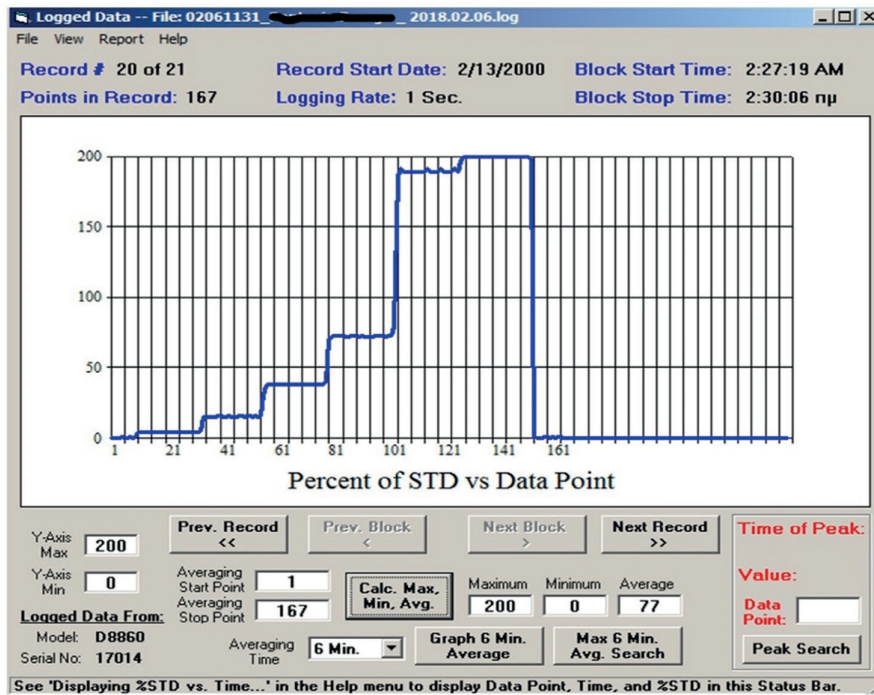 Logged Data -- File: 02061131_ _ 2018.02.06.log
File View Report Help
Record # 20 of 21 Record Start Date: 2/13/2000 Block Start Time: 2:27:19 AM
Points in Record: 167 Logging Rate: 1 Sec. Block Stop Time: 2:30:06 πμ
200
150
100
50
0
1 21 41 61 81 101 121 141 161
Percent of STD vs Data Point
Y-Axis Max 200
Y-Axis Min 0
Prev. Record <<
Prev. Block <
Next Block >
Next Record >>
Averaging Start Point 1
Averaging Stop Point 167
Calc. Max, Min, Avg.
Maximum 200
Minimum 0
Average 77
Time of Peak:
Value:
Data Point:
Peak Search
Logged Data From:
Model: D8860
Serial No: 17014
Averaging Time 6 Min.
Graph 6 Min. Average
Max 6 Min. Avg. Search
See 'Displaying %STD vs. Time...' in the Help menu to display Data Point, Time, and %STD in this Status Bar.